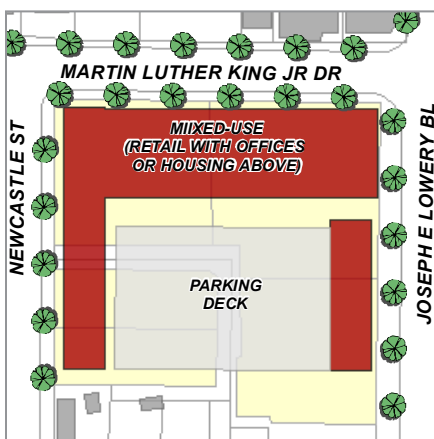 MARTIN LUTHER KING JR DR
MIIXED-USE
(RETAIL WITH OFFICES
OR HOUSING ABOVE)
NEWCASTLE ST
JOSEPH E LOWERY BL
PARKING
DECK